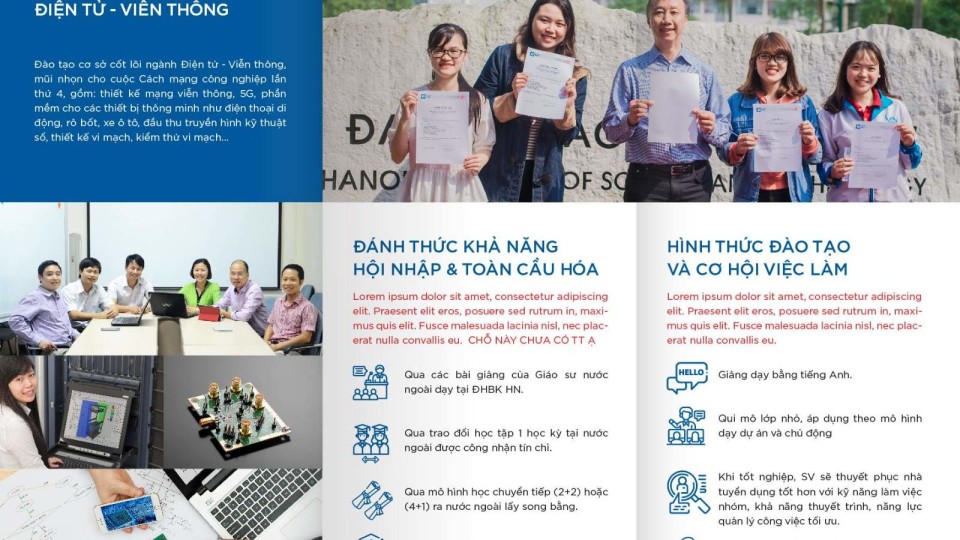 ĐIỆN TỬ - VIỄN THÔNG
Đào tạo cơ sở cốt lõi ngành Điện tử - Viễn thông,
mũi nhọn cho cuộc Cách mạng công nghiệp lần
thứ 4, gồm: thiết kế mạng viễn thông, 5G, phần
mềm cho các thiết bị thông minh như điện thoại di
động, rô bốt, xe ô tô, đầu thu truyền hình kỹ thuật
số, thiết kế vi mạch, kiểm thử vi mạch...
ĐÁNH THỨC KHẢ NĂNG
HỘI NHẬP & TOÀN CẦU HÓA
Lorem ipsum dolor sit amet, consectetur adipiscing
elit. Praesent elit eros, posuere sed rutrum in, maxi-
mus quis elit. Fusce malesuada lacinia nisl, nec plac-
erat nulla convallis eu. CHỖ NÀY CHƯA CÓ TT Ạ
Qua các bài giảng của Giáo sư nước
ngoài dạy tại ĐHBK HN.
Qua trao đổi học tập 1 học kỳ tại nước
ngoài được công nhận tín chỉ.
Qua mô hình học chuyển tiếp (2+2) hoặc
(4+1) ra nước ngoài lấy song bằng.
HÌNH THỨC ĐÀO TẠO
VÀ CƠ HỘI VIỆC LÀM
Lorem ipsum dolor sit amet, consectetur adipiscing
elit. Praesent elit eros, posuere sed rutrum in, maxi-
mus quis elit. Fusce malesuada lacinia nisl, nec plac-
erat nulla convallis eu.
HELLO
Giảng dạy bằng tiếng Anh.
Qui mô lớp nhỏ, áp dụng theo mô hình
dạy dự án và chủ động
Khi tốt nghiệp, SV sẽ thuyết phục nhà
tuyển dụng tốt hơn với kỹ năng làm việc
nhóm, khả năng thuyết trình, năng lực
quản lý công việc tối ưu.